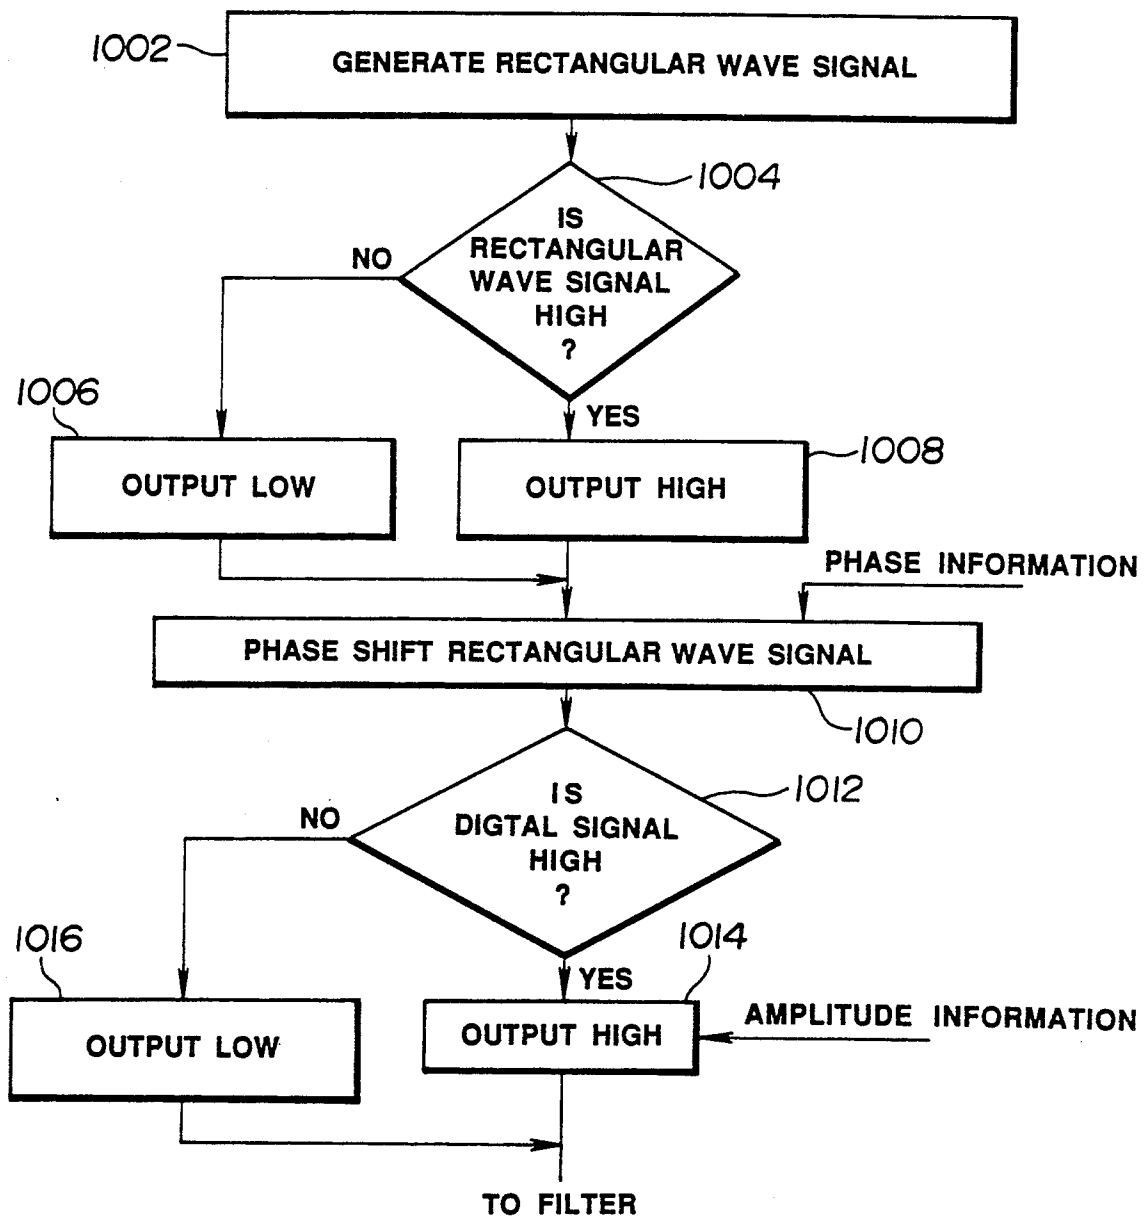 1002
GENERATE RECTANGULAR WAVE SIGNAL
1004
IS
RECTANGULAR
WAVE SIGNAL
HIGH
?
NO
YES
1006
OUTPUT LOW
1008
OUTPUT HIGH
PHASE INFORMATION
PHASE SHIFT RECTANGULAR WAVE SIGNAL
1010
1012
IS
DIGTAL SIGNAL
HIGH
?
NO
YES
1016
OUTPUT LOW
1014
OUTPUT HIGH
AMPLITUDE INFORMATION
TO FILTER